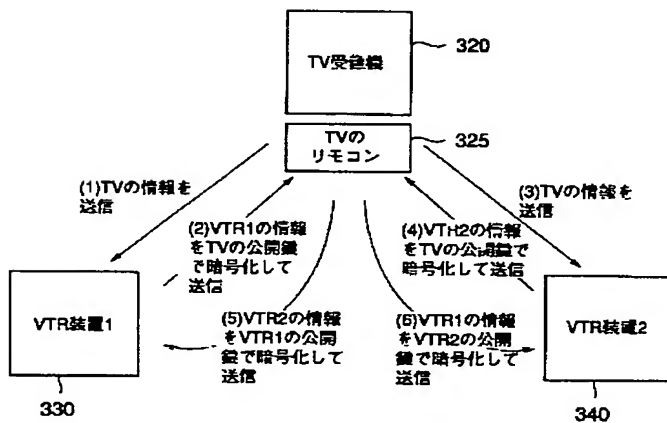 TV受像機
320
TVの
リモコン
325
(1)TVの情報を
送信
(2)VTR1の情報
をTVの公開鍵
で暗号化して
送信
(3)TVの情報を
送信
(4)VTR2の情報
をTVの公開鍵で
暗号化して送信
VTR装置1
330
(5)VTR2の情報
をVTR1の公開
鍵で暗号化して
送信
(6)VTR1の情報を
VTR2の公開
鍵で暗号化して
送信
VTR装置2
340